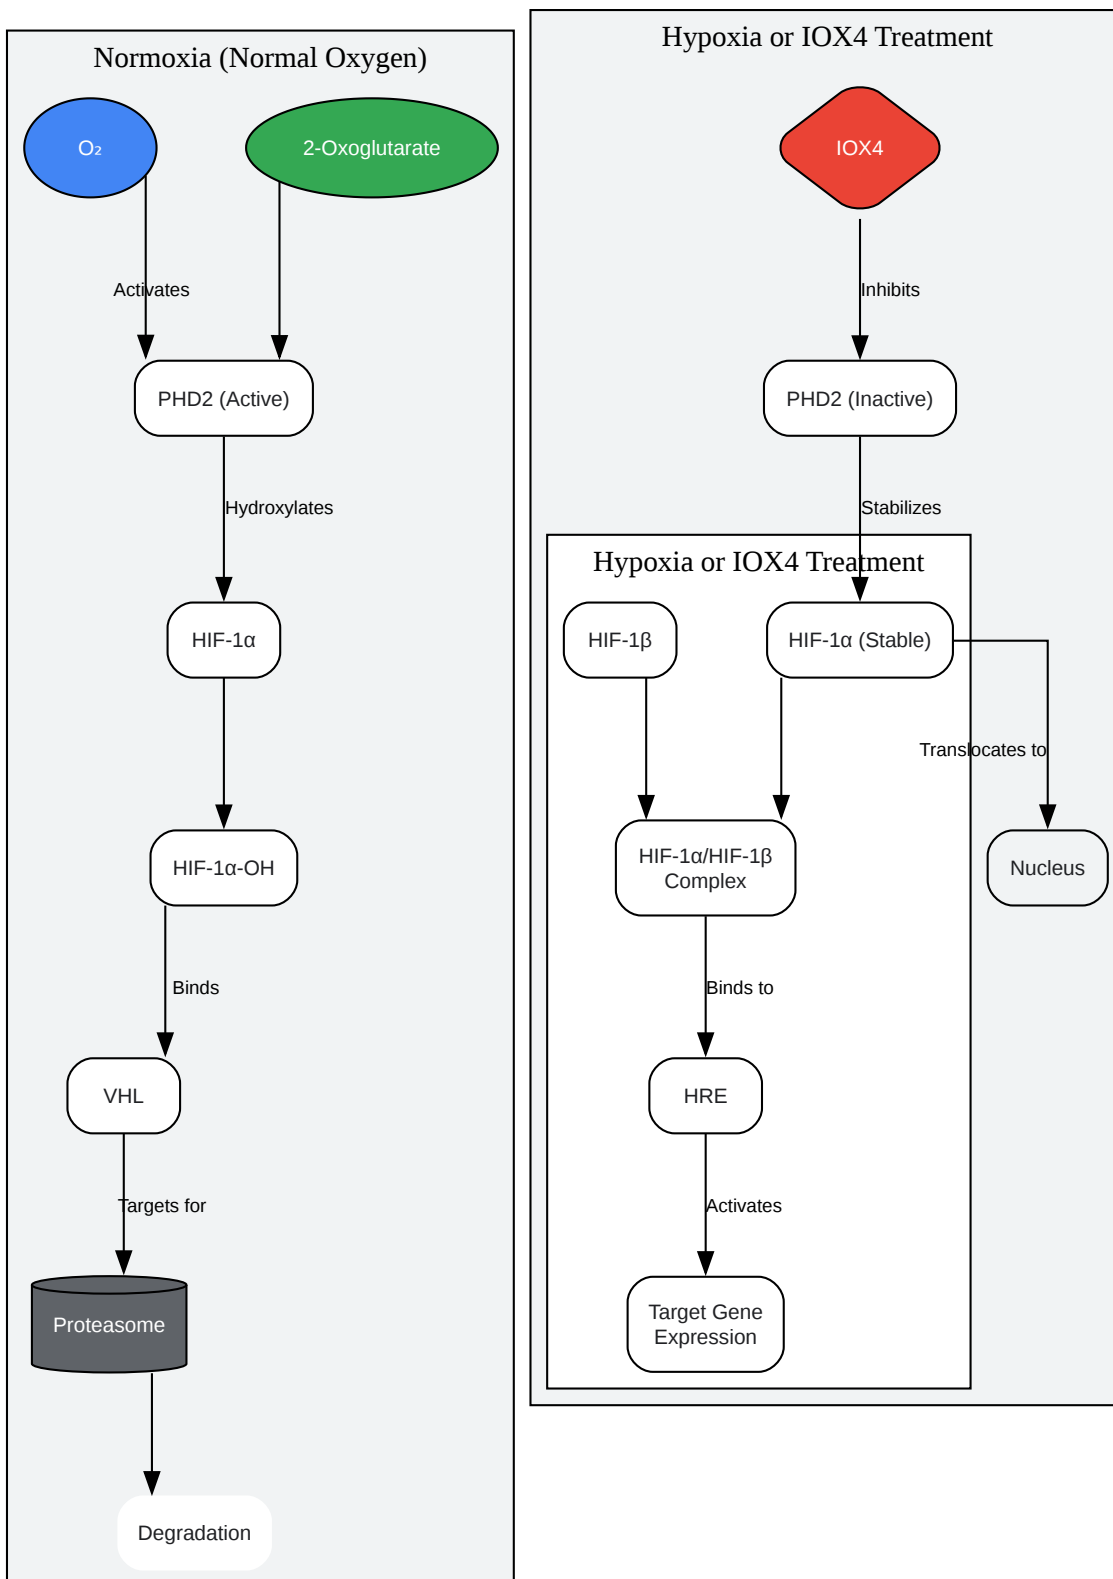 Normoxia (Normal Oxygen)
O₂
2-Oxoglutarate
Activates
PHD2 (Active)
Hydroxylates
HIF-1α
HIF-1α-OH
Binds
VHL
Targets for
Proteasome
Degradation
Hypoxia or IOX4 Treatment
IOX4
Inhibits
PHD2 (Inactive)
Stabilizes
Hypoxia or IOX4 Treatment
HIF-1β
HIF-1α (Stable)
Translocates to
HIF-1α/HIF-1β
Complex
Nucleus
Binds to
HRE
Activates
Target Gene
Expression